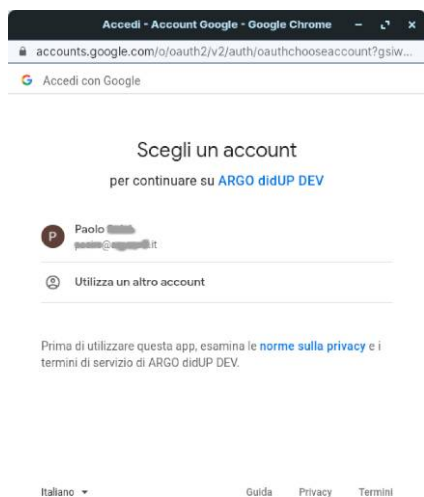 Accedi - Account Google - Google Chrome
accounts.google.com/o/oauth2/v2/auth/oauthchooseaccount?gsiw...
Accedi con Google
Scegli un account
per continuare su ARGO didUP DEV
P
Paolo
Utilizza un altro account
Prima di utilizzare questa app, esamina le norme sulla privacy e i
termini di servizio di ARGO didUP DEV.
Italiano
Guida Privacy Termini